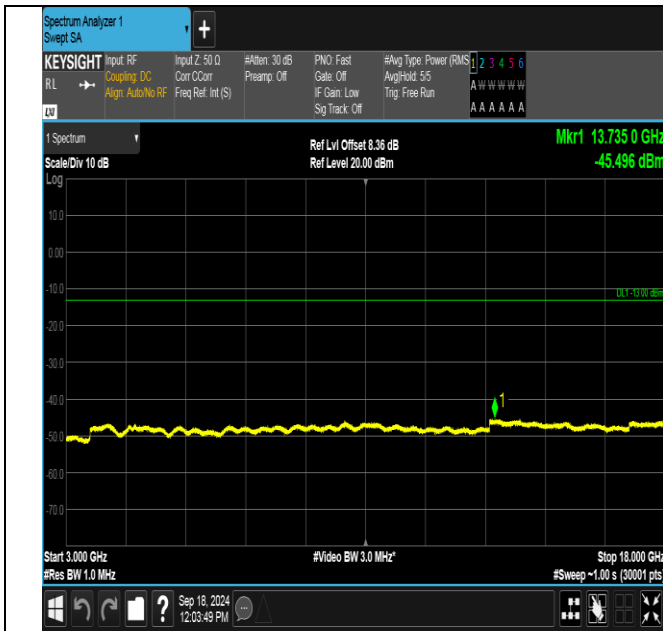 Spectrum Analyzer 1
Swept SA
+
KEYSIGHT
RL
LXI
Input: RF
Coupling: DC
Align: Auto/No RF
Input Z: 50 Ω
Corr CCorr
Freq Ref: Int (S)
#Atten: 30 dB
Preamp: Off
PNO: Fast
Gate: Off
IF Gain: Low
Sig Track: Off
#Avg Type: Power (RMS
Avg|Hold: 5/5
Trig: Free Run
1 2 3 4 5 6
A W W W W W
A A A A A A
1 Spectrum
Scale/Div 10 dB
Log
Ref Lvl Offset 8.36 dB
Ref Level 20.00 dBm
Mkr1 13.735 0 GHz
-45.496 dBm
10.0
0.00
-10.0
DL1 -13.00 dBm
-20.0
-30.0
-40.0
1
-50.0
-60.0
-70.0
Start 3.000 GHz
#Res BW 1.0 MHz
#Video BW 3.0 MHz*
Stop 18.000 GHz
#Sweep ~1.00 s (30001 pts)
?
Sep 18, 2024
12:03:49 PM